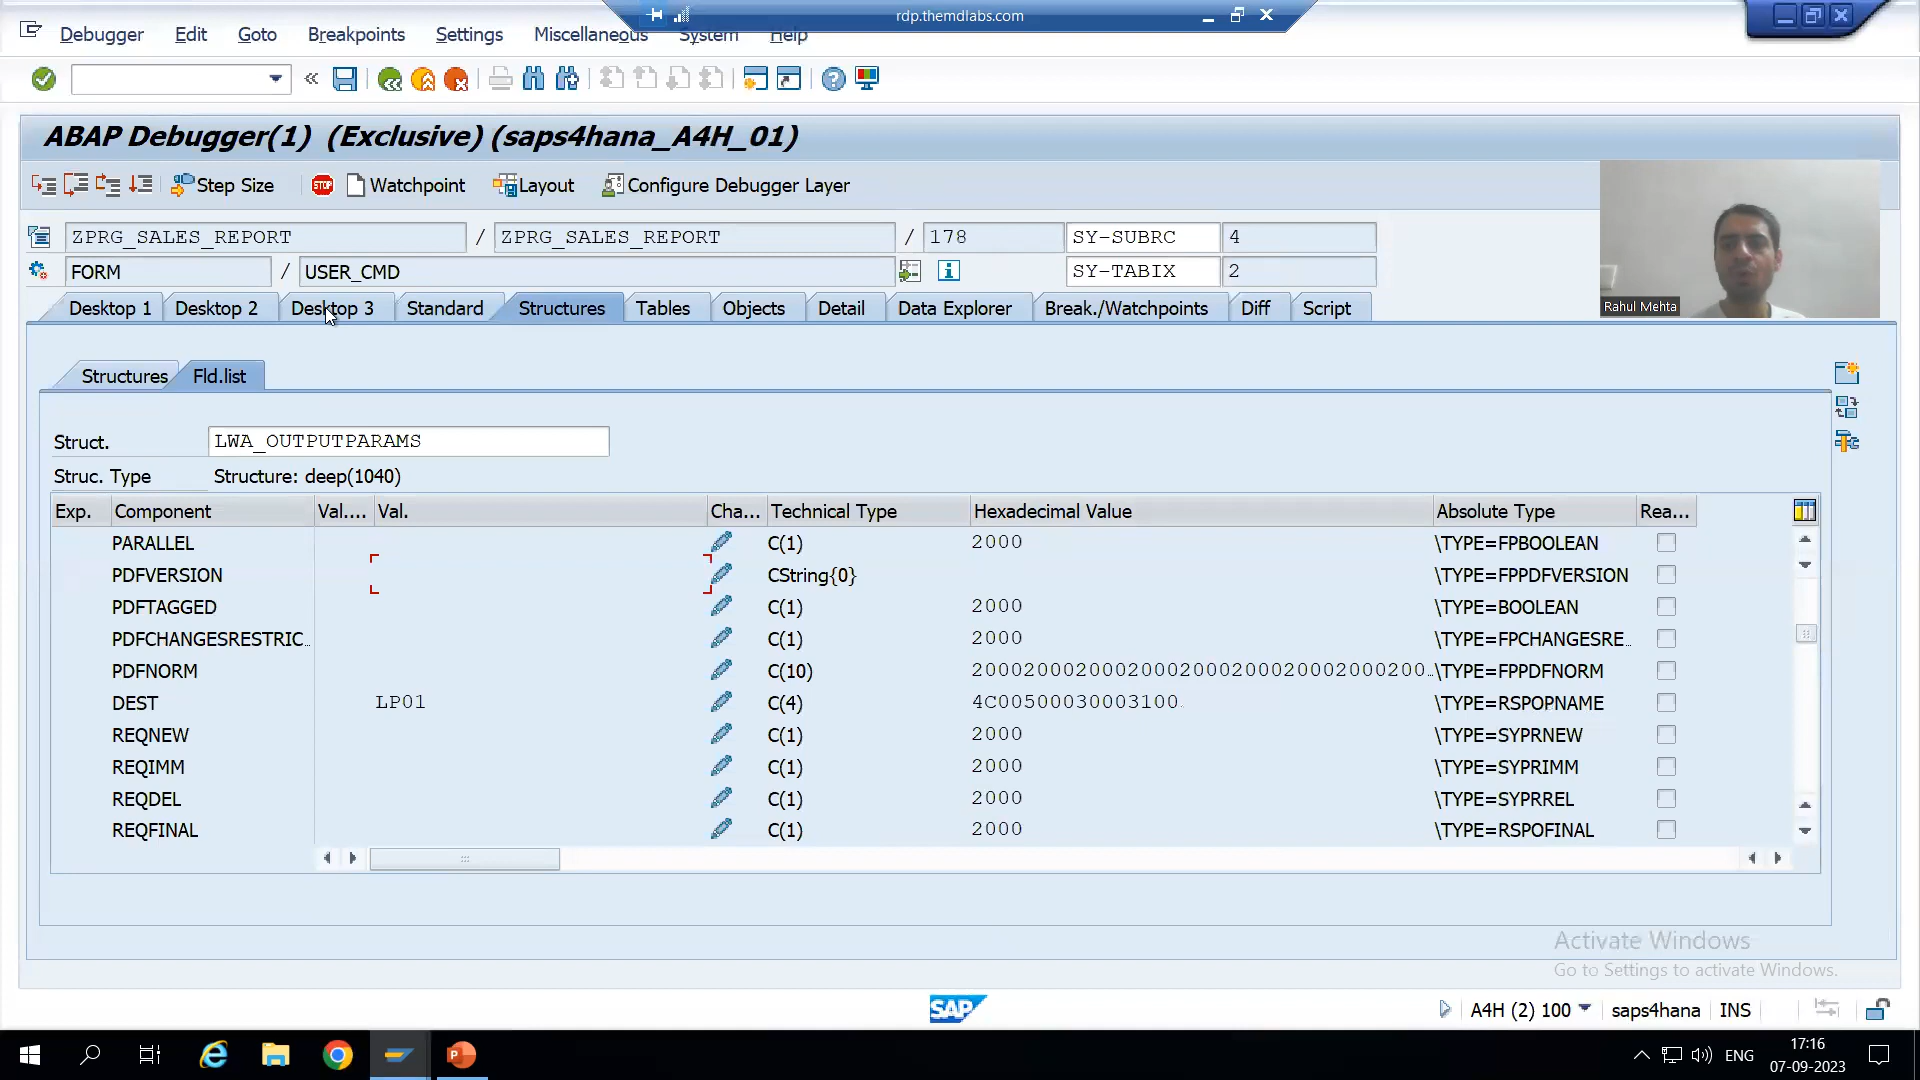 rdp.themdlabs.com
Debugger Edit Goto Breakpoints Settings Miscellaneous System Help
ABAP Debugger(1) (Exclusive) (saps4hana_A4H_01)
Step Size STOP Watchpoint Layout Configure Debugger Layer
ZPRG_SALES_REPORT / ZPRG_SALES_REPORT / 178 SY-SUBRC 4
FORM / USER_CMD SY-TABIX 2
Rahul Mehta
Desktop 1 Desktop 2 Desktop 3 Standard Structures Tables Objects Detail Data Explorer Break./Watchpoints Diff Script
Structures Fld.list
Struct. LWA_OUTPUTPARAMS
Struc. Type Structure: deep(1040)
Exp. Component Val.... Val. Cha... Technical Type Hexadecimal Value Absolute Type Rea...
PARALLEL C(1) 2000 \TYPE=FPBOOLEAN
PDFVERSION CString{0} \TYPE=FPPDFVERSION
PDFTAGGED C(1) 2000 \TYPE=BOOLEAN
PDFCHANGESRESTRIC... C(1) 2000 \TYPE=FPCHANGESRE...
PDFNORM C(10) 200020002000200020002000200020002000200... \TYPE=FPPDFNORM
DEST LP01 C(4) 4C00500030003100 \TYPE=RSPOPNAME
REQNEW C(1) 2000 \TYPE=SYPRNEW
REQIMM C(1) 2000 \TYPE=SYPRIMM
REQDEL C(1) 2000 \TYPE=SYPRREL
REQFINAL C(1) 2000 \TYPE=RSPOFINAL
Activate Windows
Go to Settings to activate Windows.
SAP A4H (2) 100 saps4hana INS
ENG 17:16
07-09-2023